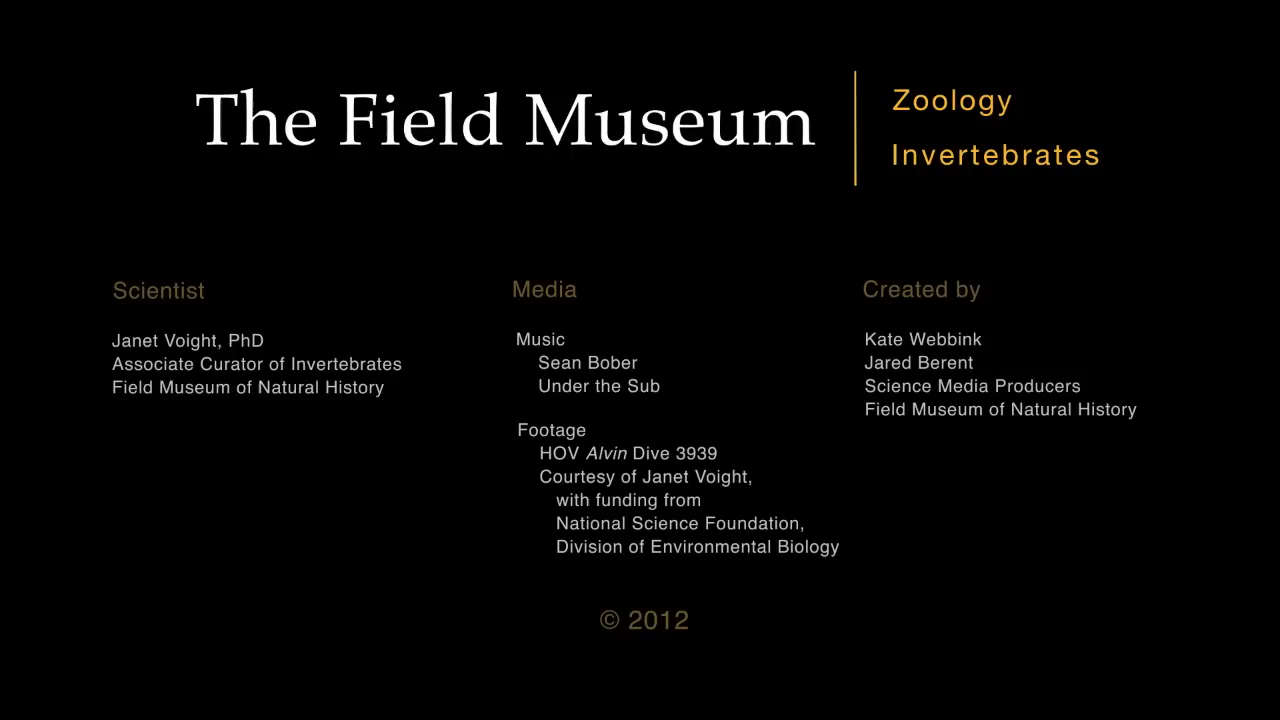 The Field Museum
Zoology
Invertebrates
Scientist
Janet Voight, PhD
Associate Curator of Invertebrates
Field Museum of Natural History
Media
Music
Sean Bober
Under the Sub
Footage
HOV Alvin Dive 3939
Courtesy of Janet Voight,
with funding from
National Science Foundation,
Division of Environmental Biology
Created by
Kate Webbink
Jared Berent
Science Media Producers
Field Museum of Natural History
© 2012